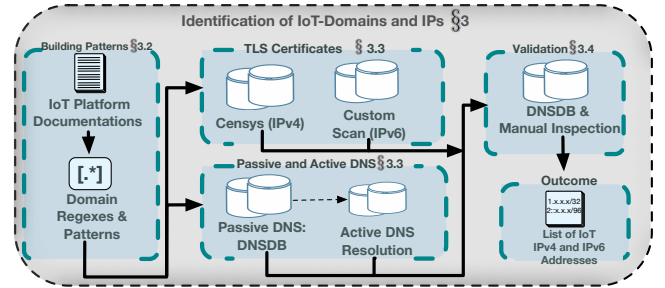 Identification of IoT-Domains and IPs §3
Building Patterns §3.2
IoT Platform
Documentations
[.*]
Domain
Regexes &
Patterns
TLS Certificates § 3.3
Censys (IPv4)
Custom
Scan (IPv6)
Passive and Active DNS §3.3
Passive DNS:
DNSDB
Active DNS
Resolution
Validation §3.4
DNSDB &
Manual Inspection
Outcome
1.x.x.x/32
2::x.x.x/96
List of IoT
IPv4 and IPv6
Addresses